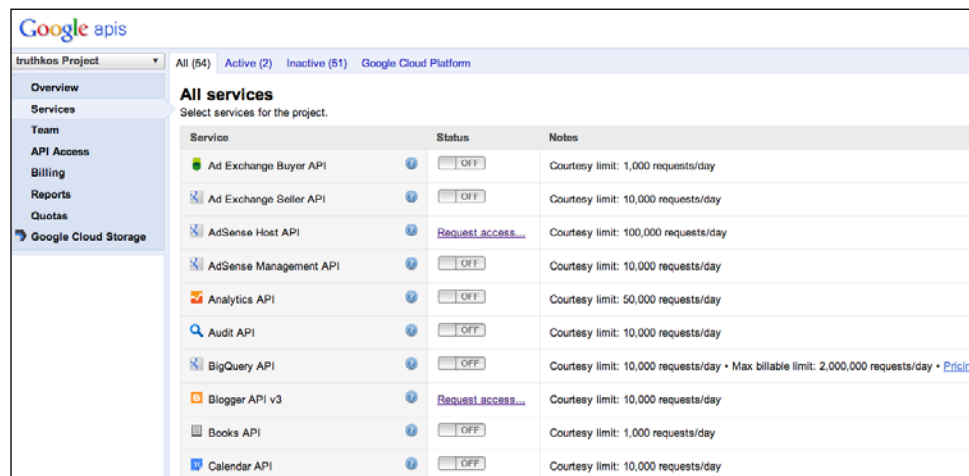 Google apis
truthkos Project
All (54) Active (2) Inactive (51) Google Cloud Platform
Overview
Services
Team
API Access
Billing
Reports
Quotas
Google Cloud Storage
All services
Select services for the project.
Service Status Notes
Ad Exchange Buyer API OFF Courtesy limit: 1,000 requests/day
Ad Exchange Seller API OFF Courtesy limit: 10,000 requests/day
AdSense Host API Request access... Courtesy limit: 100,000 requests/day
AdSense Management API OFF Courtesy limit: 10,000 requests/day
Analytics API OFF Courtesy limit: 50,000 requests/day
Audit API OFF Courtesy limit: 10,000 requests/day
BigQuery API OFF Courtesy limit: 10,000 requests/day • Max billable limit: 2,000,000 requests/day • Pricin
Blogger API v3 Request access... Courtesy limit: 10,000 requests/day
Books API OFF Courtesy limit: 1,000 requests/day
Calendar API OFF Courtesy limit: 10,000 requests/day